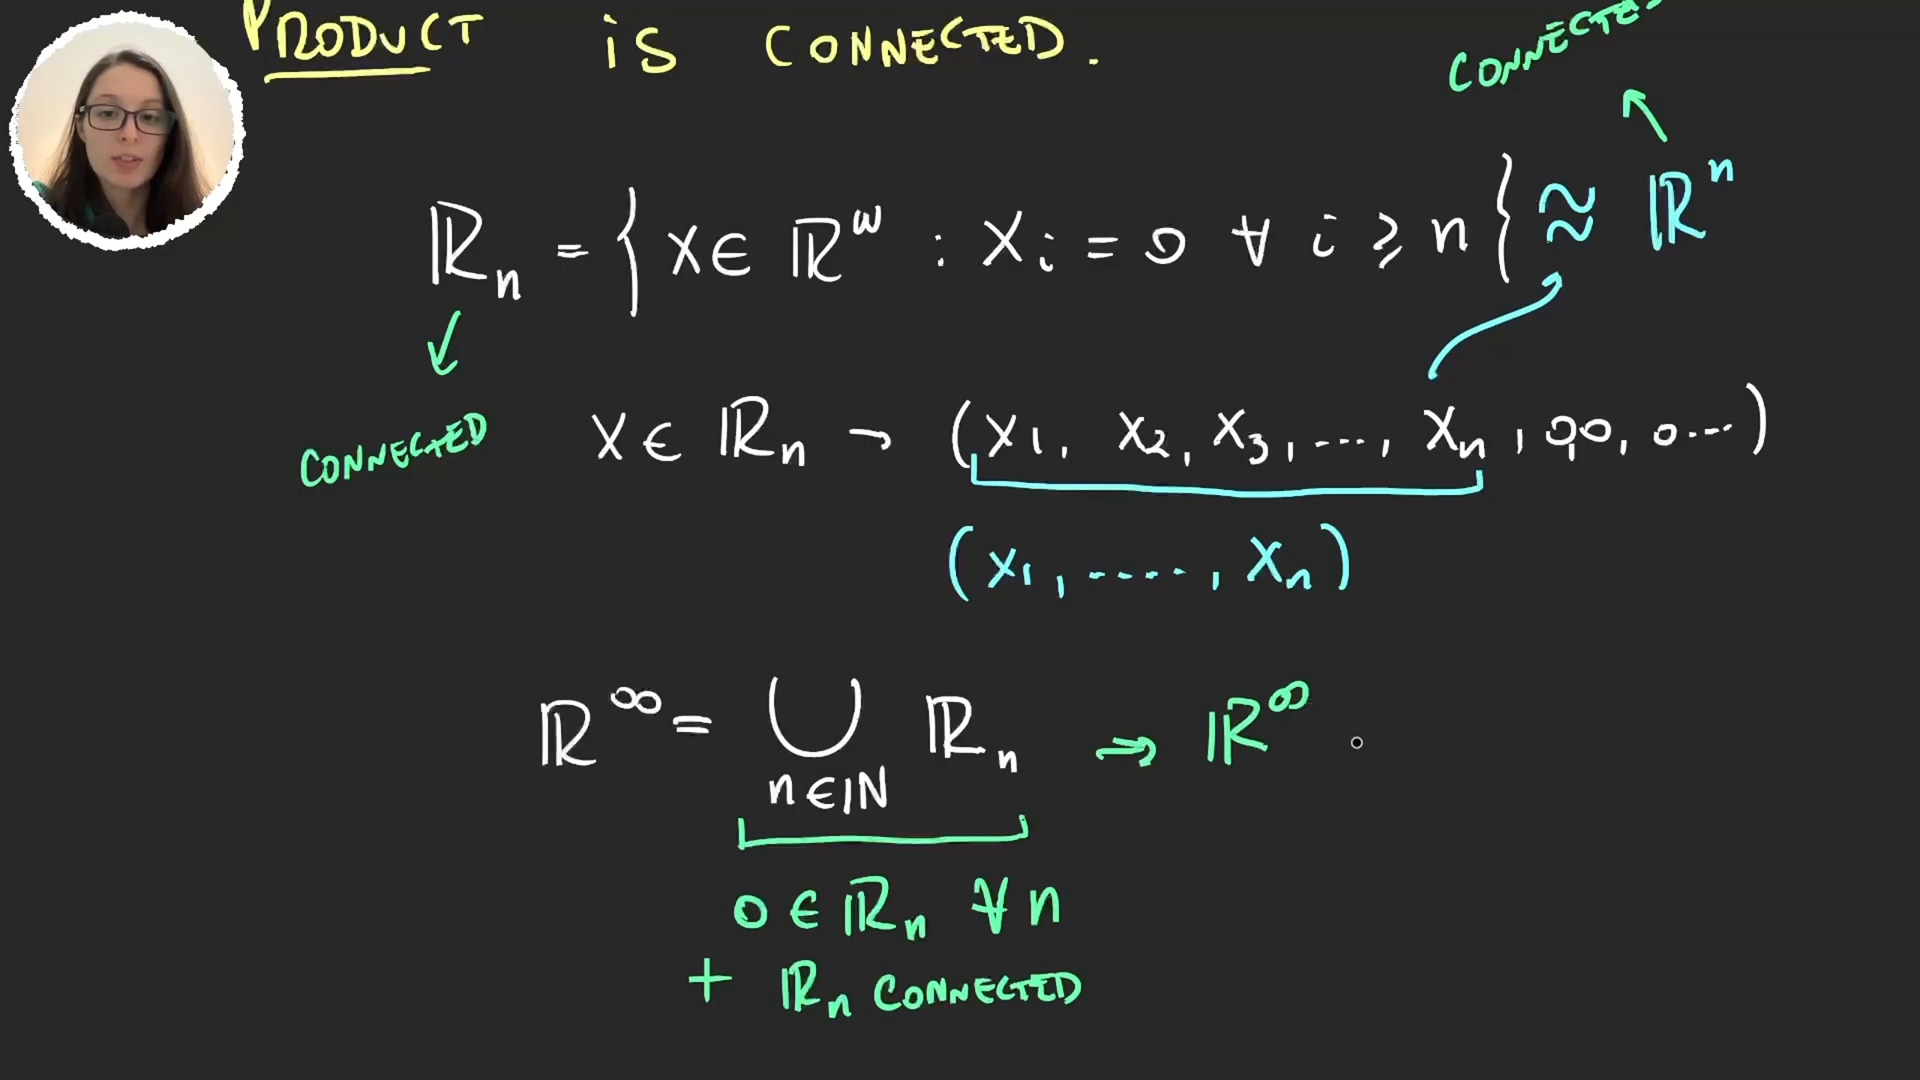 PRODUCT is CONNECTED.
CONNECTED
ℝₙ = { x ∈ ℝ^ω : xᵢ = 0 ∀ i ⩾ n } ≈ ℝⁿ
CONNECTED
x ∈ ℝₙ → (x₁, x₂, x₃, ..., xₙ, 0,0, 0...)
(x₁, ....., xₙ)
ℝ^∞ = ⋃ ℝₙ ⇒ ℝ^∞
n ∈ ℕ
0 ∈ ℝₙ ∀ n
+ ℝₙ CONNECTED